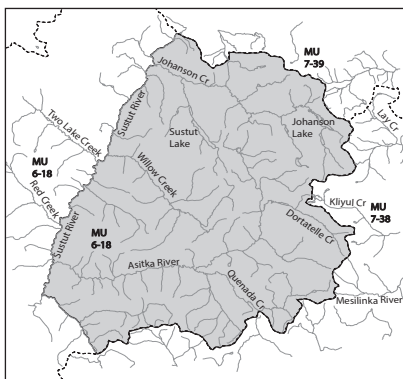 MU
7-39
Johanson Cr
Sustut River
Two Lake Creek
Sustut
Lake
Johanson
Lake
Lay Cr
MU
6-18
Red Creek
Willow Creek
Kliyul Cr
MU
7-38
Dortatelle Cr
Sustut River
MU
6-18
Asitka River
Quenada Cr
Mesilinka River